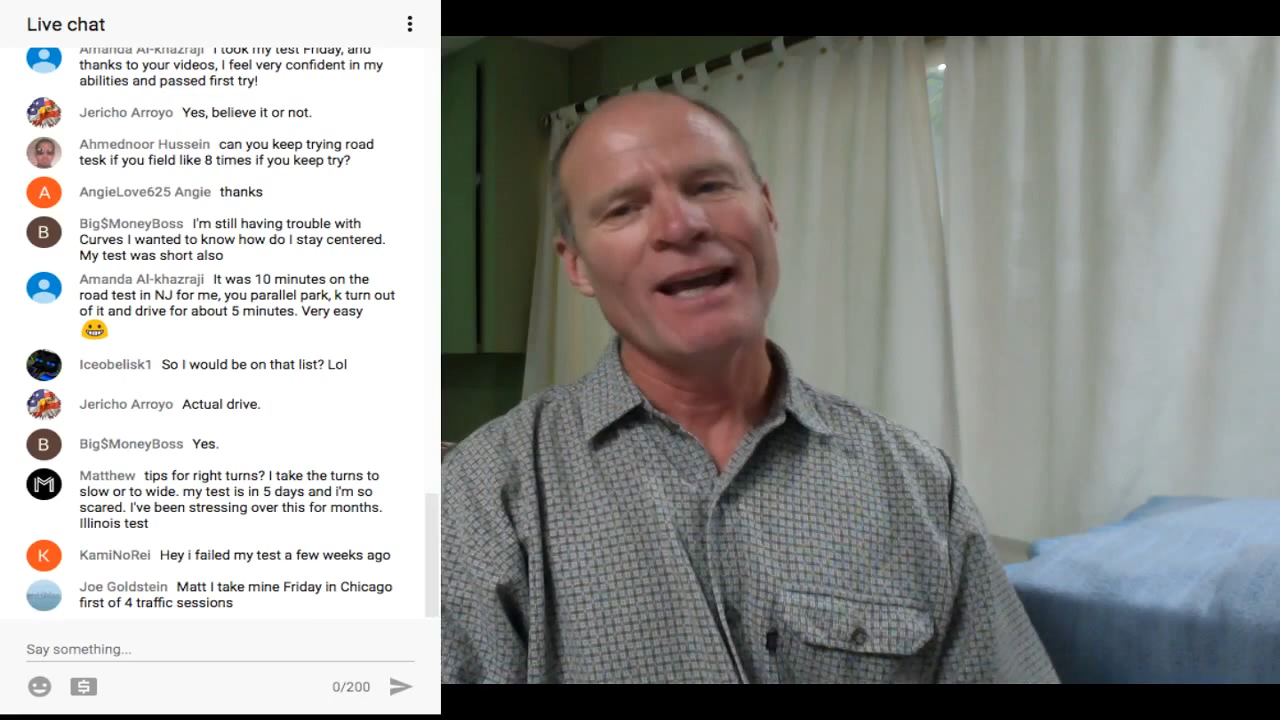 Live chat
Amanda Al-khazraji I took my test Friday, and
thanks to your videos, I feel very confident in my
abilities and passed first try!
Jericho Arroyo Yes, believe it or not.
Ahmednoor Hussein can you keep trying road
tesk if you field like 8 times if you keep try?
A AngieLove625 Angie thanks
B Big$MoneyBoss I'm still having trouble with
Curves I wanted to know how do I stay centered.
My test was short also
Amanda Al-khazraji It was 10 minutes on the
road test in NJ for me, you parallel park, k turn out
of it and drive for about 5 minutes. Very easy
Iceobelisk1 So I would be on that list? Lol
Jericho Arroyo Actual drive.
B Big$MoneyBoss Yes.
M Matthew tips for right turns? I take the turns to
slow or to wide. my test is in 5 days and i'm so
scared. I've been stressing over this for months.
Illinois test
K KamiNoRei Hey i failed my test a few weeks ago
Joe Goldstein Matt I take mine Friday in Chicago
first of 4 traffic sessions
Say something...
$ 0/200